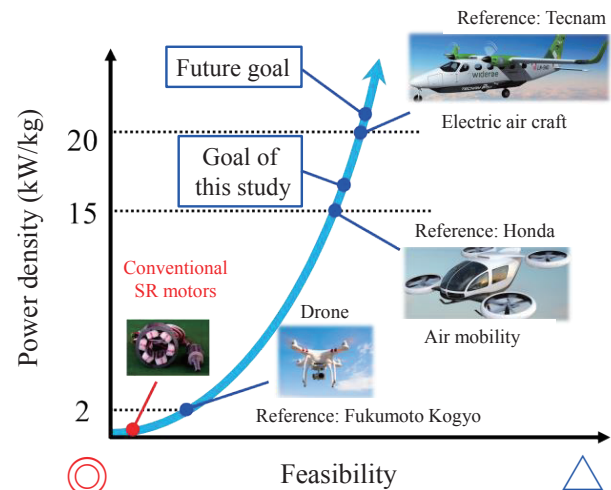 Reference: Tecnam
Future goal
widerøe
Electric air craft
20
Goal of
this study
15
Power density (kW/kg)
Reference: Honda
Conventional
SR motors
Drone
Air mobility
2
Reference: Fukumoto Kogyo
Feasibility